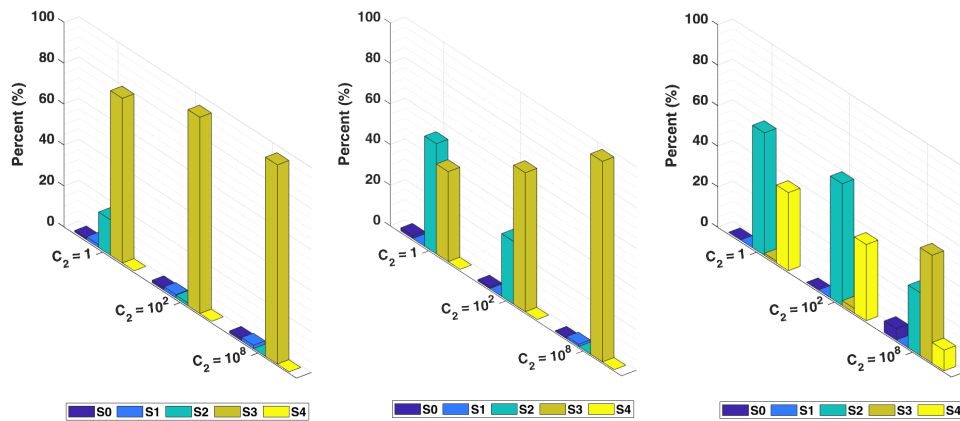 Percent (%)
100
80
60
40
20
0
C2 = 1
C2 = 10^2
C2 = 10^8
S0 S1 S2 S3 S4
Percent (%)
100
80
60
40
20
0
C2 = 1
C2 = 10^2
C2 = 10^8
S0 S1 S2 S3 S4
Percent (%)
100
80
60
40
20
0
C2 = 1
C2 = 10^2
C2 = 10^8
S0 S1 S2 S3 S4